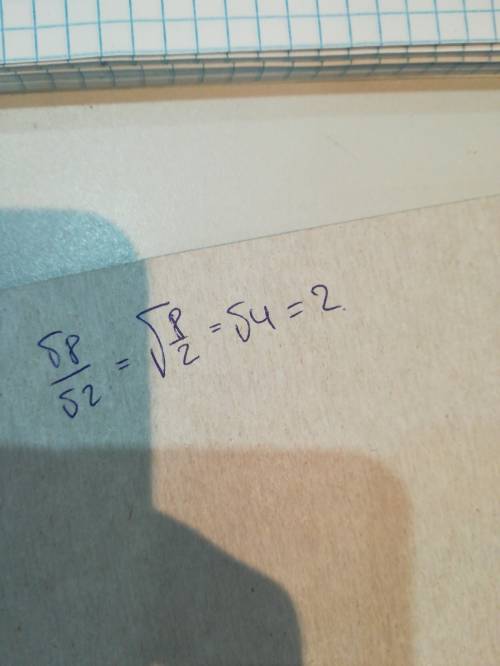 √8/√2 = √8/2 = √4 = 2.